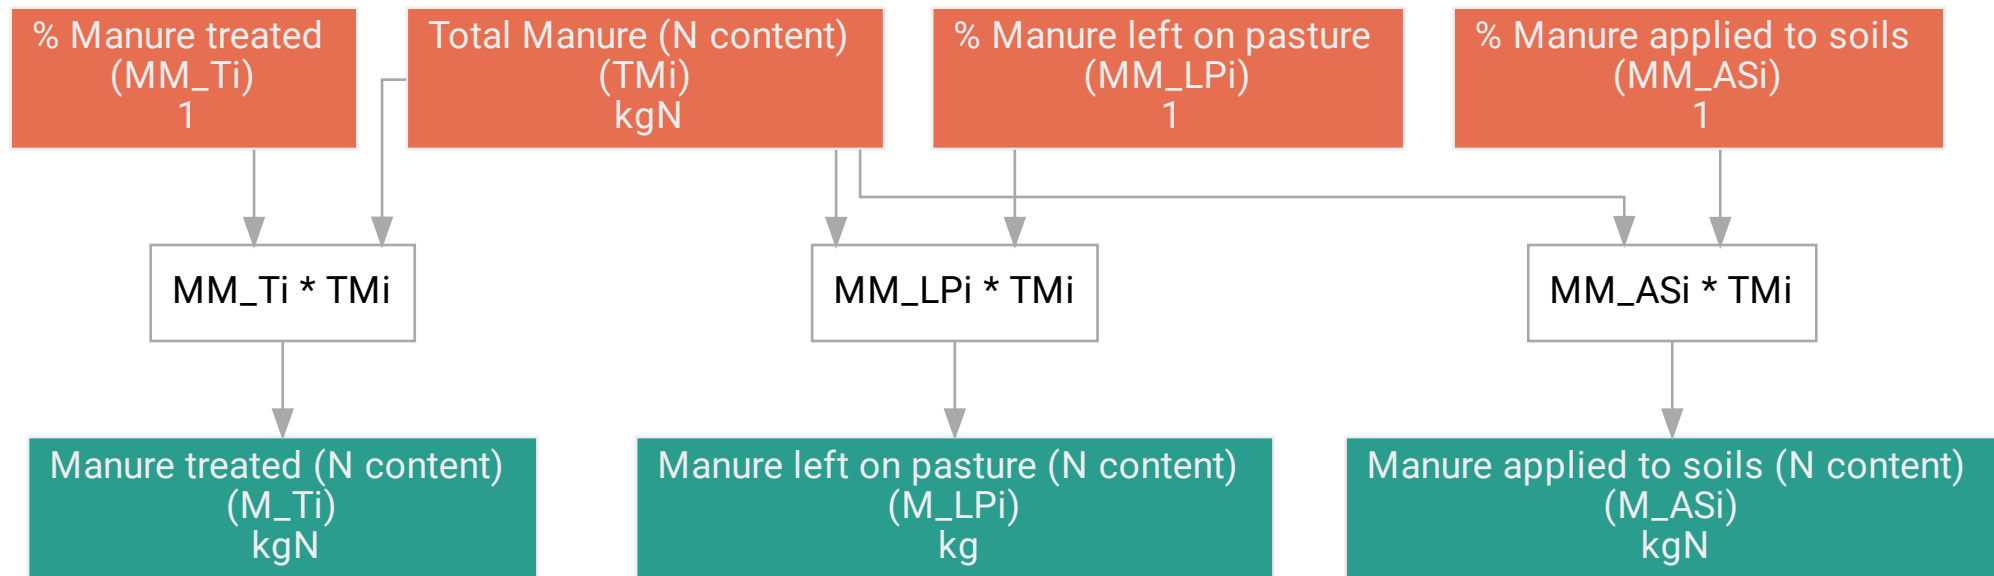 % Manure treated
(MM_Ti)
1
Total Manure (N content)
(TMi)
kgN
% Manure left on pasture
(MM_LPi)
1
% Manure applied to soils
(MM_ASi)
1
MM_Ti * TMi
MM_LPi * TMi
MM_ASi * TMi
Manure treated (N content)
(M_Ti)
kgN
Manure left on pasture (N content)
(M_LPi)
kg
Manure applied to soils (N content)
(M_ASi)
kgN